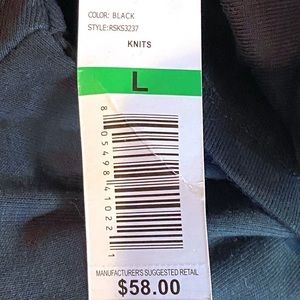 COLOR: BLACK
STYLE:RSKS3237
KNITS
L
8 05498 41022 1
MANUFACTURER'S SUGGESTED RETAIL
$58.00